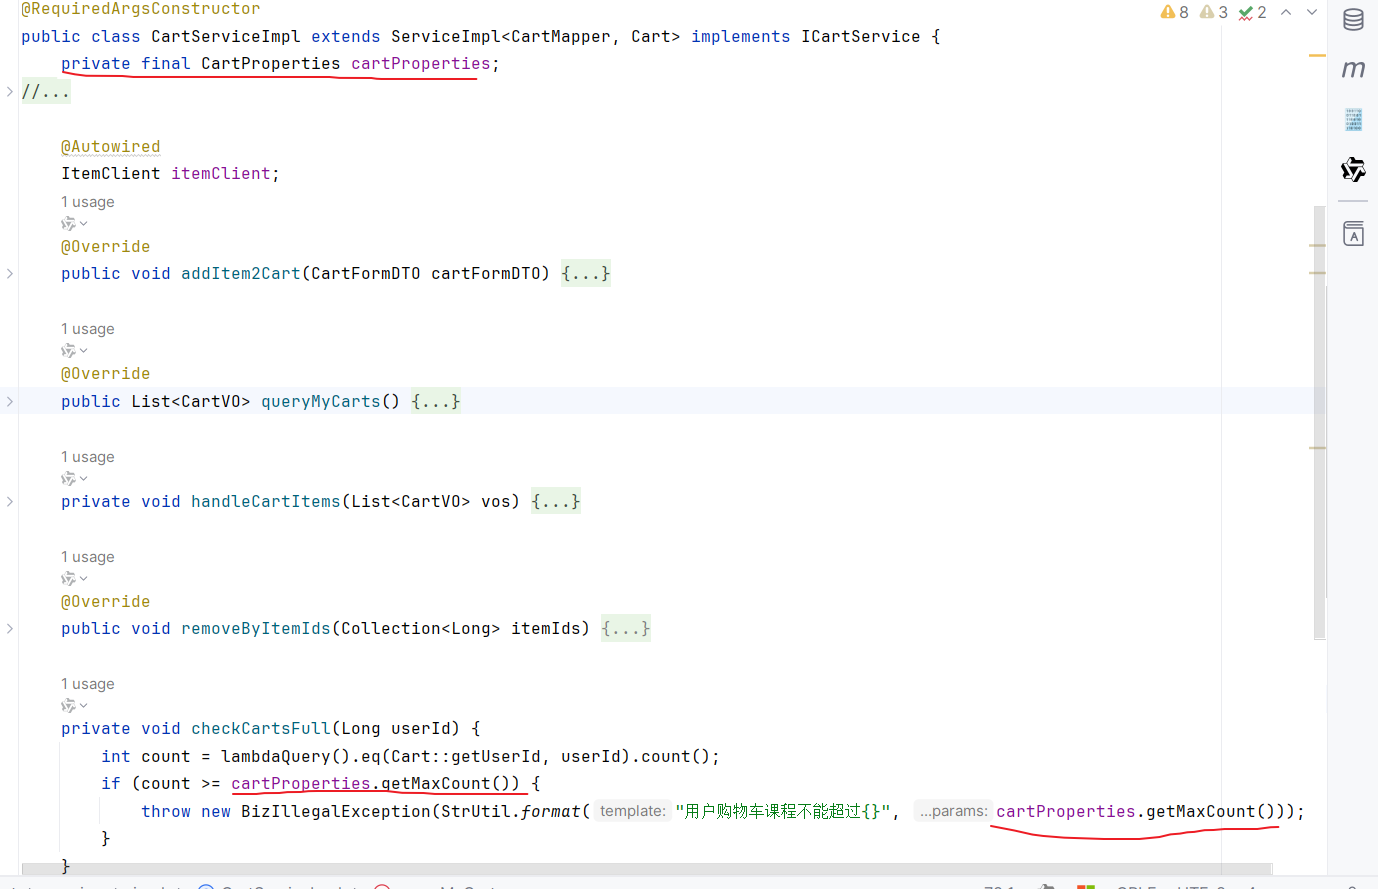 @RequiredArgsConstructor
8 3 2
public class CartServiceImpl extends ServiceImpl<CartMapper, Cart> implements ICartService {
private final CartProperties cartProperties;
//...
@Autowired
ItemClient itemClient;
1 usage
@Override
public void addItem2Cart(CartFormDTO cartFormDTO) {...}
1 usage
@Override
public List<CartVO> queryMyCarts() {...}
1 usage
private void handleCartItems(List<CartVO> vos) {...}
1 usage
@Override
public void removeByItemIds(Collection<Long> itemIds) {...}
1 usage
private void checkCartsFull(Long userId) {
int count = lambdaQuery().eq(Cart::getUserId, userId).count();
if (count >= cartProperties.getMaxCount()) {
throw new BizIllegalException(StrUtil.format( template: "用户购物车课程不能超过{}", ...params: cartProperties.getMaxCount()));
}
}
m
A